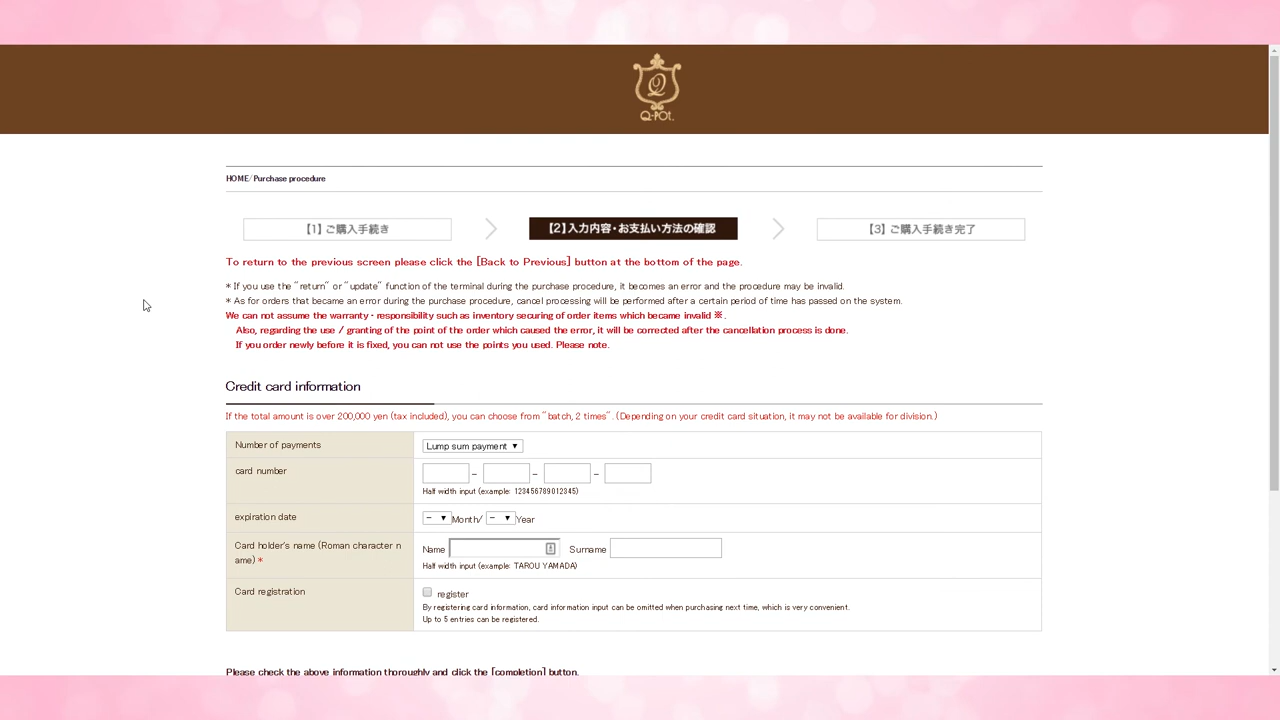 Q
Q-POt.
HOME/ Purchase procedure
【1】ご購入手続き
【2】入力内容・お支払い方法の確認
【3】ご購入手続き完了
To return to the previous screen please click the [Back to Previous] button at the bottom of the page.
* If you use the "return" or "update" function of the terminal during the purchase procedure, it becomes an error and the procedure may be invalid.
* As for orders that became an error during the purchase procedure, cancel processing will be performed after a certain period of time has passed on the system.
We can not assume the warranty · responsibility such as inventory securing of order items which became invalid ※.
Also, regarding the use / granting of the point of the order which caused the error, it will be corrected after the cancellation process is done.
If you order newly before it is fixed, you can not use the points you used. Please note.
Credit card information
If the total amount is over 200,000 yen (tax included), you can choose from "batch, 2 times". (Depending on your credit card situation, it may not be available for division.)
Number of payments
Lump sum payment ▼
card number
– – –
Half width input (example: 123456789012345)
expiration date
– ▼ Month/ – ▼ Year
Card holder's name (Roman character n
ame) *
Name Surname
Half width input (example: TAROU YAMADA)
Card registration
register
By registering card information, card information input can be omitted when purchasing next time, which is very convenient.
Up to 5 entries can be registered.
Please check the above information thoroughly and click the [completion] button.